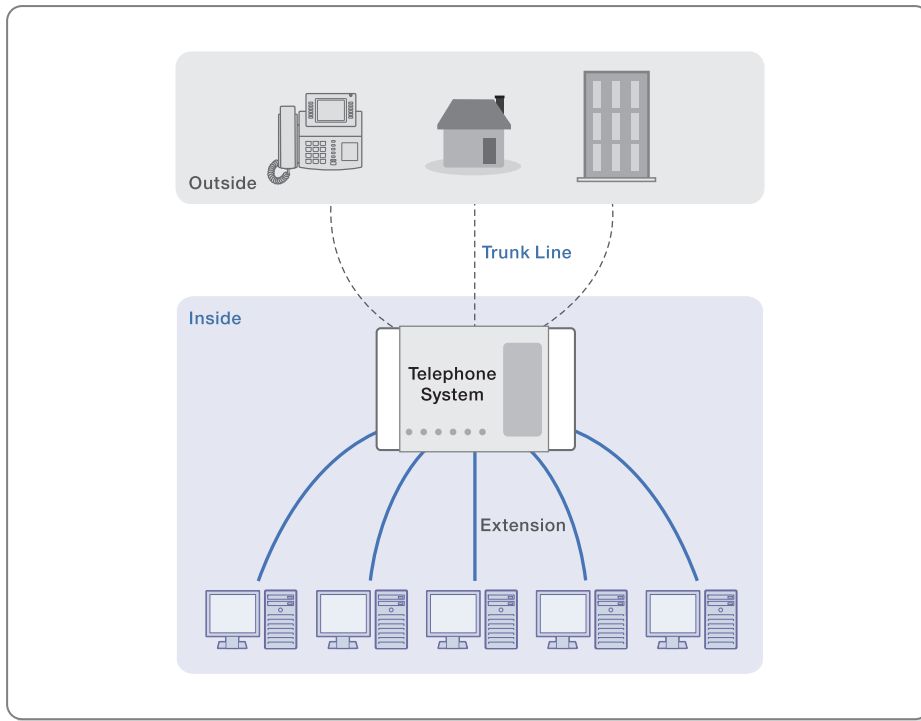 Outside
Trunk Line
Inside
Telephone
System
Extension